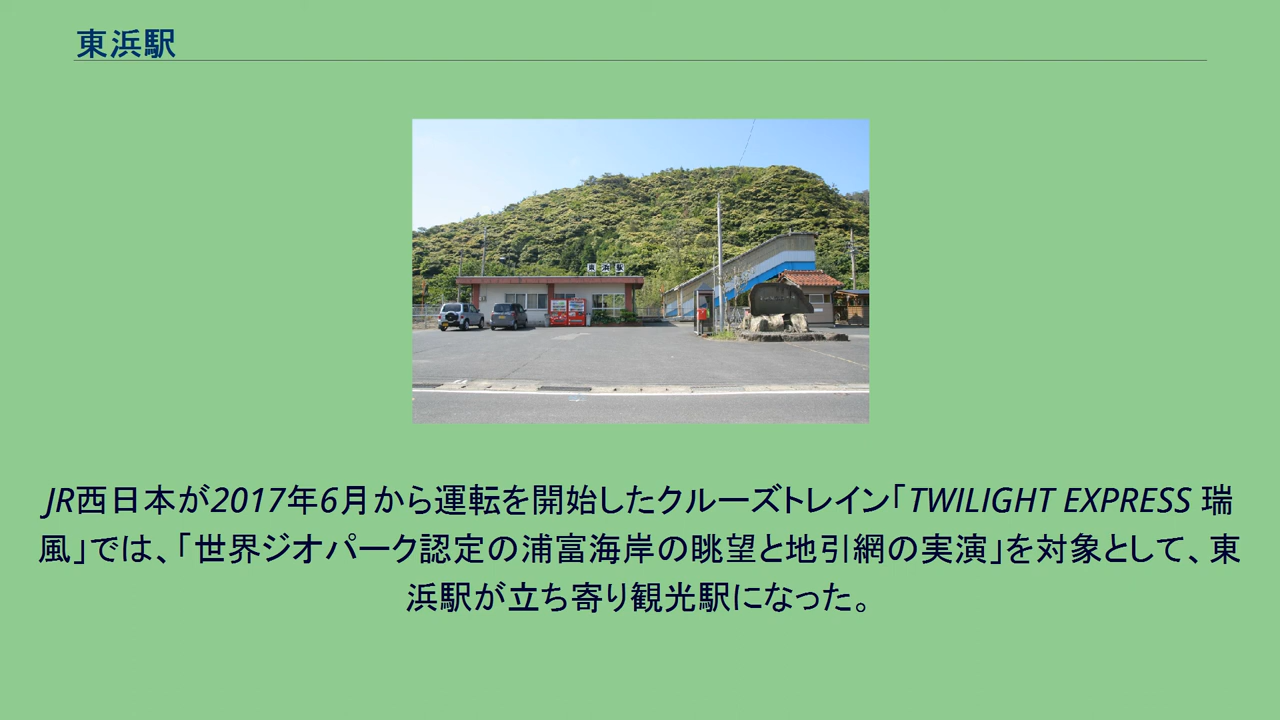 東浜駅
東浜駅
JR西日本が2017年6月から運転を開始したクルーズトレイン「TWILIGHT EXPRESS 瑞
風」では、「世界ジオパーク認定の浦富海岸の眺望と地引網の実演」を対象として、東
浜駅が立ち寄り観光駅になった。